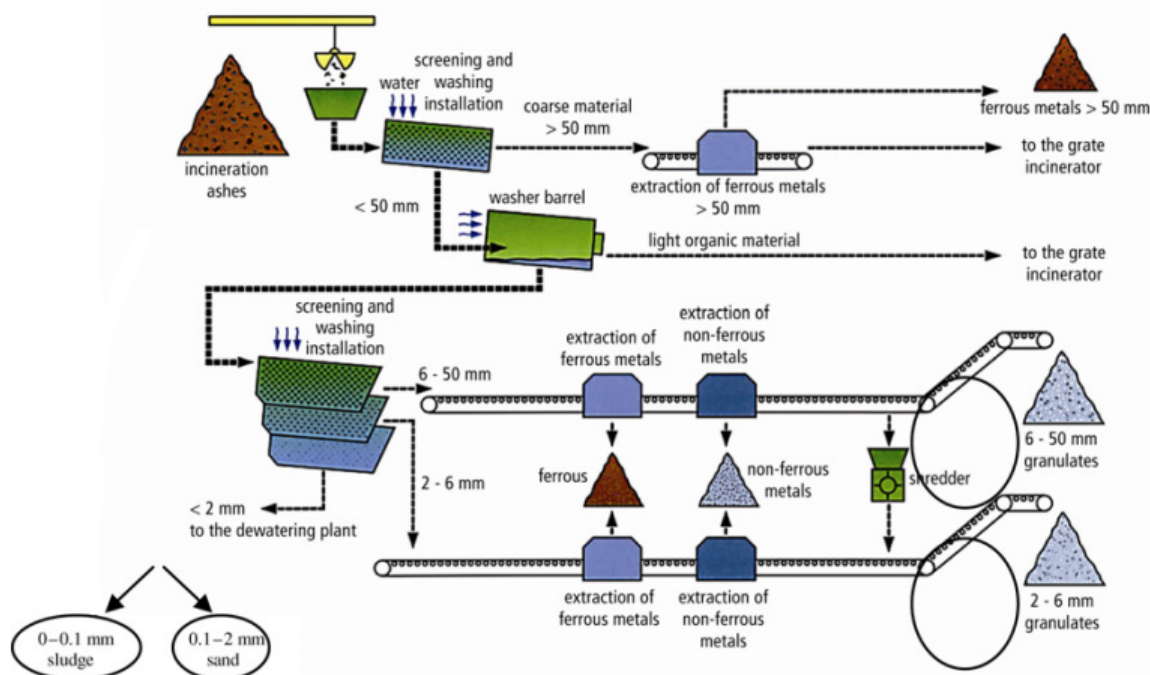 screening and
washing
installation
water
coarse material
> 50 mm
ferrous metals > 50 mm
incineration
ashes
extraction of ferrous metals
> 50 mm
to the grate
incinerator
< 50 mm
washer barrel
light organic material
to the grate
incinerator
screening and
washing
installation
extraction of
ferrous metals
extraction of
non-ferrous
metals
6 - 50 mm
6 - 50 mm
granulates
2 - 6 mm
ferrous
non-ferrous
metals
shredder
< 2 mm
to the dewatering plant
extraction of
ferrous metals
extraction of
non-ferrous
metals
2 - 6 mm
granulates
0–0.1 mm
sludge
0.1–2 mm
sand